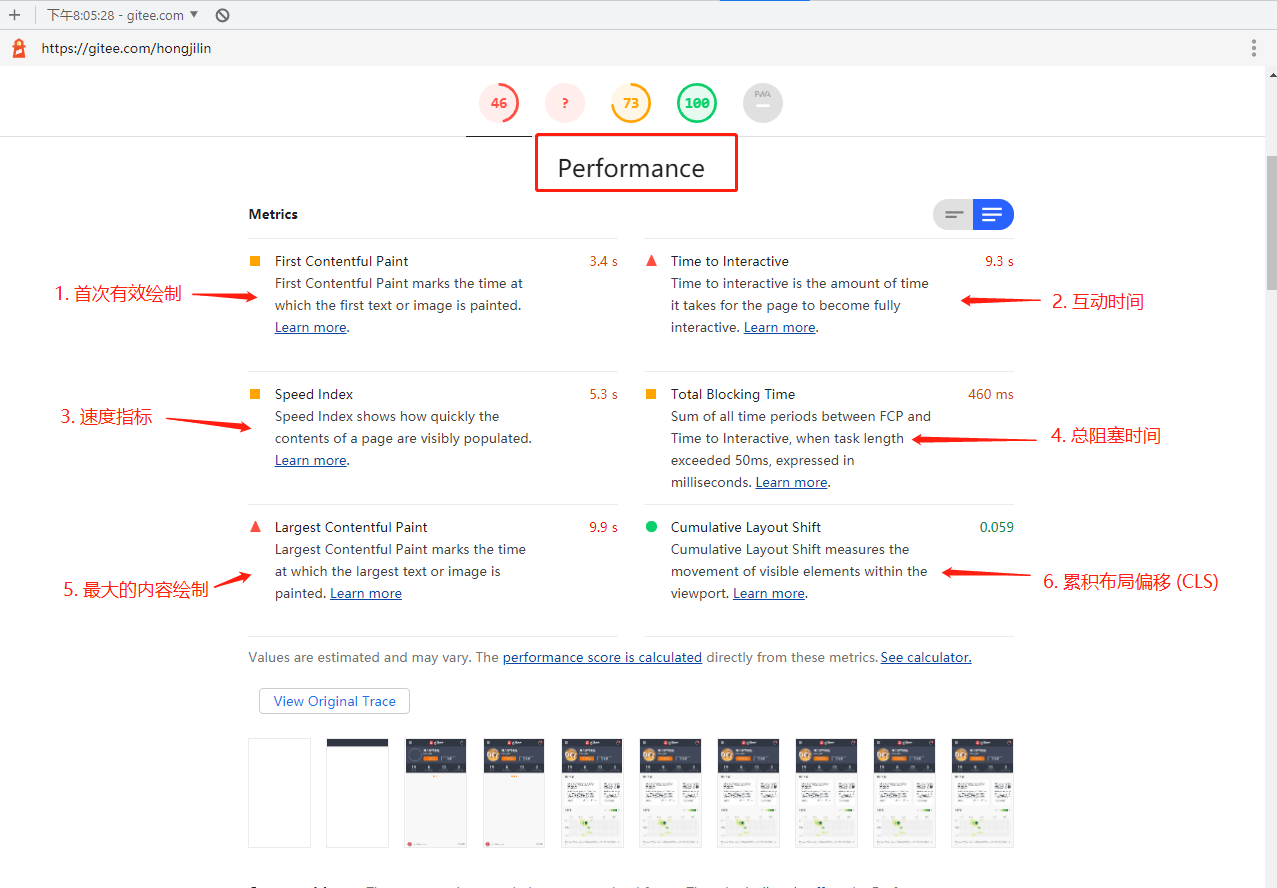 下午8:05:28 - gitee.com
https://gitee.com/hongjilin
46
?
73
100
PWA
Performance
Metrics
First Contentful Paint 3.4 s
First Contentful Paint marks the time at
which the first text or image is painted.
Learn more.
1. 首次有效绘制
Time to Interactive 9.3 s
Time to interactive is the amount of time
it takes for the page to become fully
interactive. Learn more.
2. 互动时间
Speed Index 5.3 s
Speed Index shows how quickly the
contents of a page are visibly populated.
Learn more.
3. 速度指标
Total Blocking Time 460 ms
Sum of all time periods between FCP and
Time to Interactive, when task length
exceeded 50ms, expressed in
milliseconds. Learn more.
4. 总阻塞时间
Largest Contentful Paint 9.9 s
Largest Contentful Paint marks the time
at which the largest text or image is
painted. Learn more
5. 最大的内容绘制
Cumulative Layout Shift 0.059
Cumulative Layout Shift measures the
movement of visible elements within the
viewport. Learn more.
6. 累积布局偏移 (CLS)
Values are estimated and may vary. The performance score is calculated directly from these metrics. See calculator.
View Original Trace